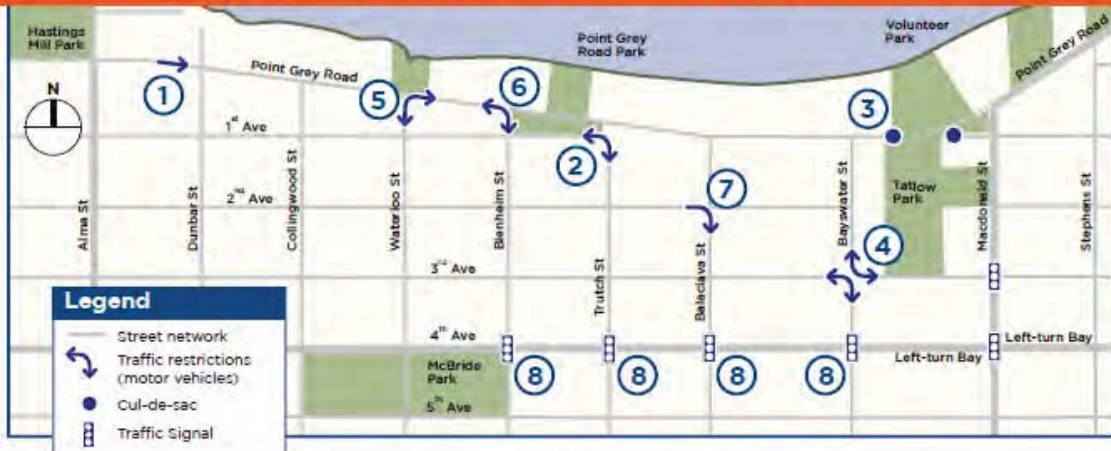 Hastings
Mill Park
Point Grey
Road Park
Volunteer
Park
Point Grey Road
N
1
Point Grey Road
5
6
3
1st Ave
2
Alma St
Dunbar St
Collingwood St
2nd Ave
Waterloo St
Blenheim St
7
Tatlow
Park
Bayswater St
4
Macdonald St
Stephens St
3rd Ave
Trutch St
Balaclava St
Legend
Street network
Traffic restrictions
(motor vehicles)
Cul-de-sac
Traffic Signal
4th Ave
Left-turn Bay
Left-turn Bay
McBride
Park
8
8
8
8
5th Ave